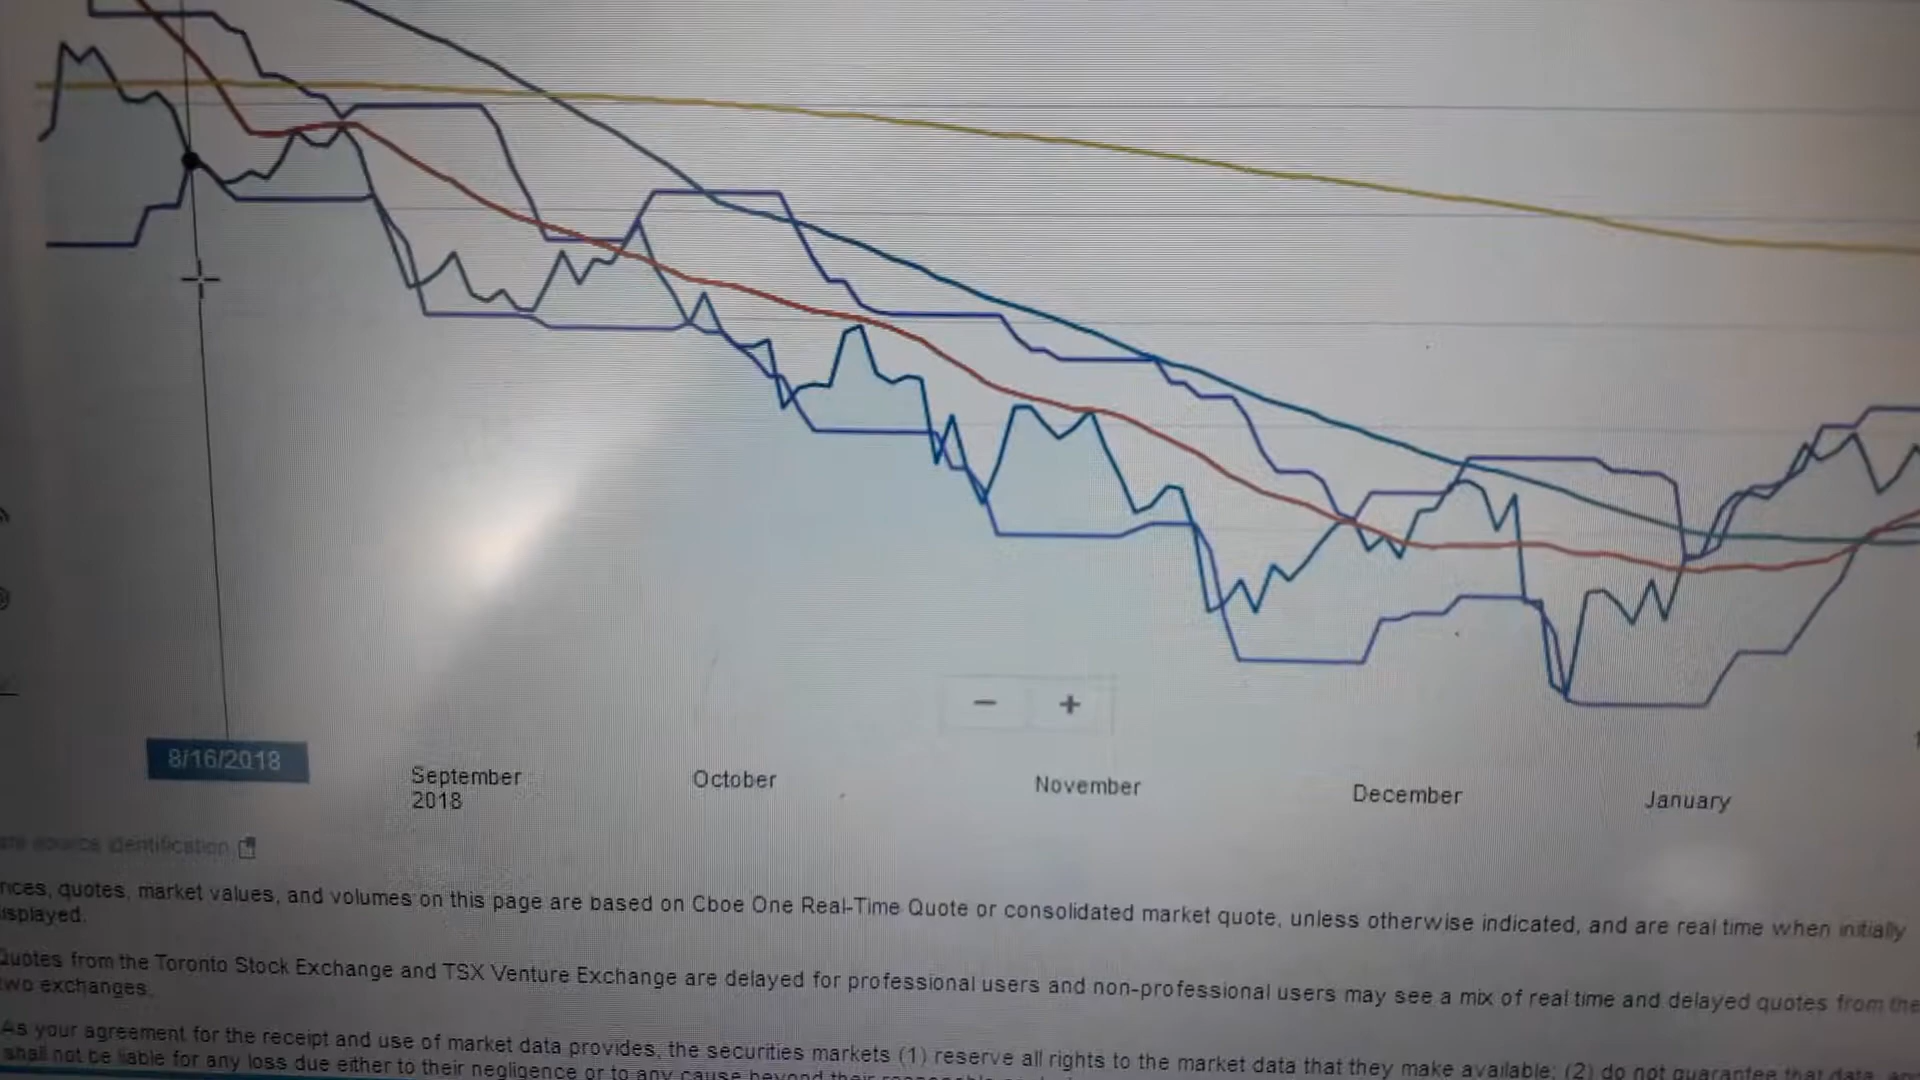 8/16/2018
September
2018
October
November
December
January
source identification
quotes, market values, and volumes on this page are based on Cboe One Real-Time Quote or consolidated market quote, unless otherwise indicated, and are real time when initially
Quotes from the Toronto Stock Exchange and TSX Venture Exchange are delayed for professional users and non-professional users may see a mix of real time and delayed quotes from the
two exchanges.
As your agreement for the receipt and use of market data provides, the securities markets (1) reserve all rights to the market data that they make available; (2) do not guarantee that data,
shall not be liable for any loss due either to their negligence or to any cause beyond their